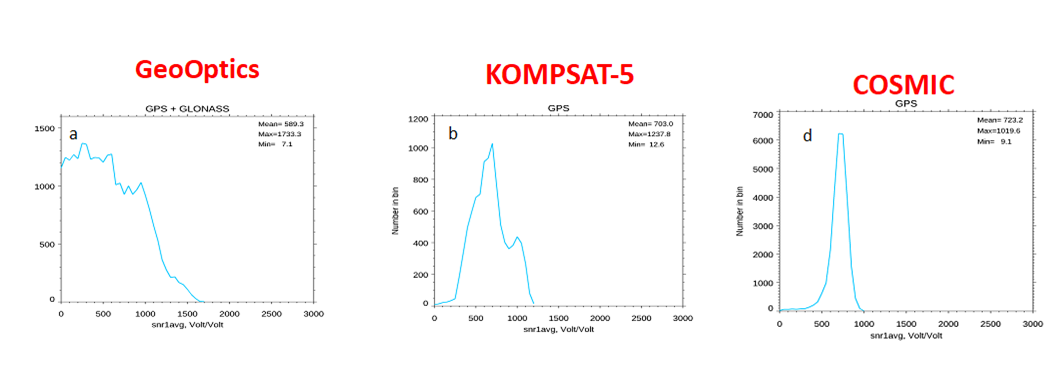 GeoOptics
GPS + GLONASS
a
Mean= 589.3
Max=1733.3
Min= 7.1
1500
1000
500
0
0 500 1000 1500 2000 2500 3000
snr1avg, Volt/Volt
KOMPSAT-5
GPS
b
Mean= 703.0
Max=1237.8
Min= 12.6
Number in bin
1200
1000
800
600
400
200
0
0 500 1000 1500 2000 2500 3000
snr1avg, Volt/Volt
COSMIC
GPS
d
Mean= 723.2
Max=1019.6
Min= 9.1
Number in bin
7000
6000
5000
4000
3000
2000
1000
0
0 500 1000 1500 2000 2500 3000
snr1avg, Volt/Volt